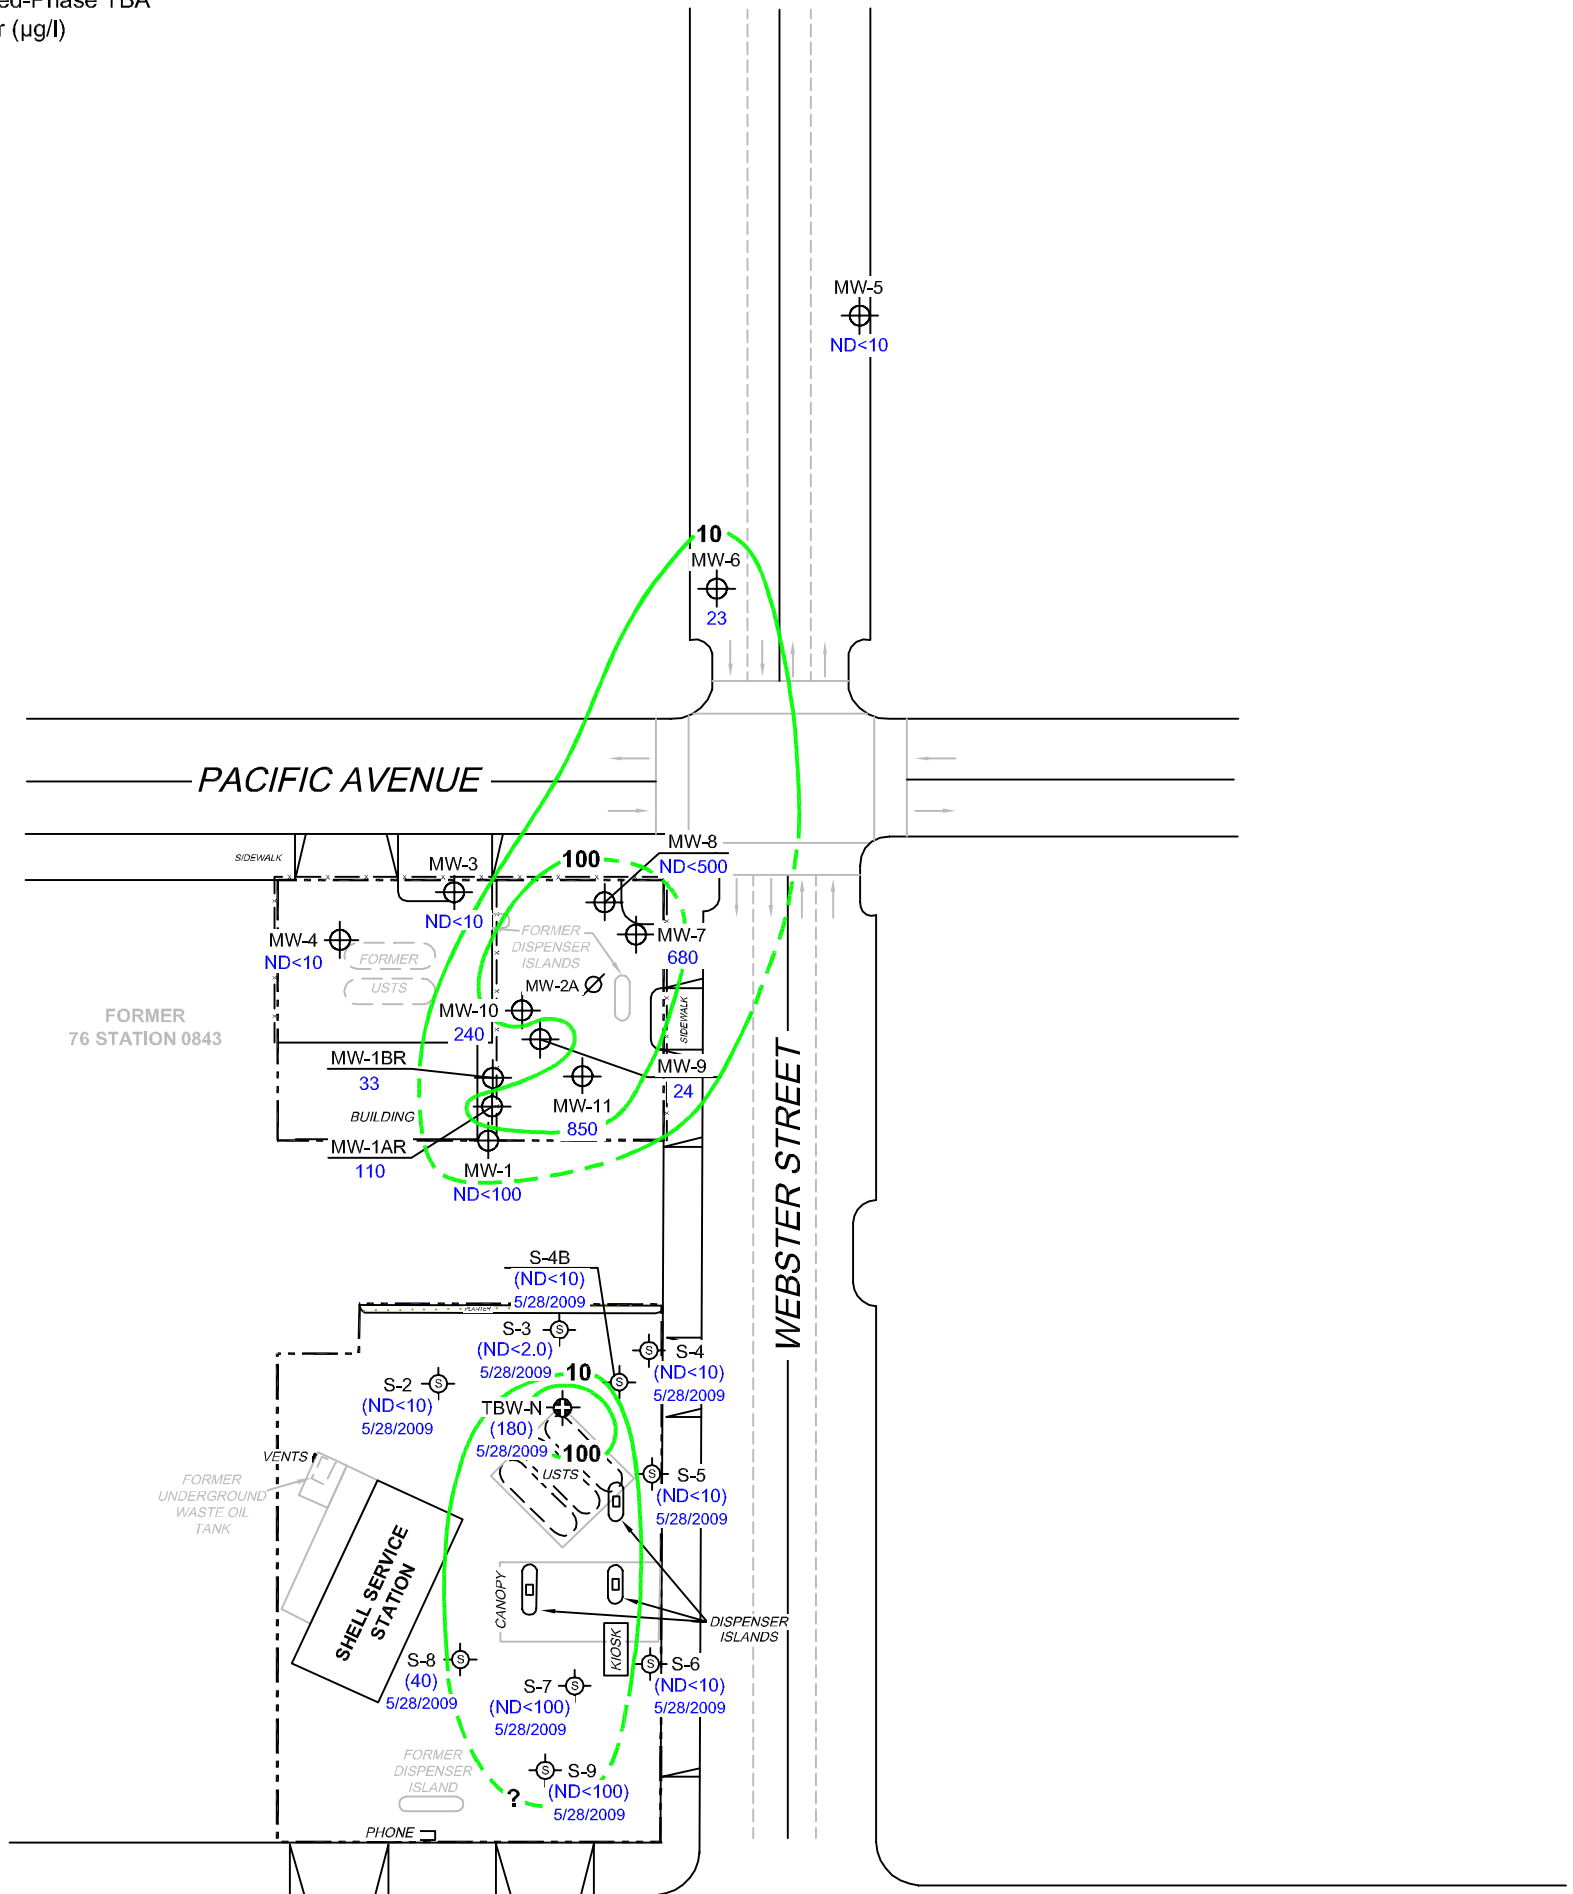 ed-Phase TBA
r (µg/l)
MW-5
ND<10
10
MW-6
23
PACIFIC AVENUE
SIDEWALK
MW-3
ND<10
100
MW-8
ND<500
MW-4
ND<10
FORMER
USTS
FORMER
DISPENSER
ISLANDS
MW-7
680
MW-2A
FORMER
76 STATION 0843
MW-10
240
SIDEWALK
MW-1BR
33
MW-9
24
BUILDING
MW-11
850
MW-1AR
110
MW-1
ND<100
WEBSTER STREET
S-4B
(ND<10)
5/28/2009
PLANTER
S-3
(ND<2.0)
5/28/2009
S-4
(ND<10)
5/28/2009
10
S-2
(ND<10)
5/28/2009
TBW-N
(180)
5/28/2009
100
USTS
VENTS
FORMER
UNDERGROUND
WASTE OIL
TANK
S-5
(ND<10)
5/28/2009
SHELL SERVICE
STATION
CANOPY
DISPENSER
ISLANDS
KIOSK
S-8
(40)
5/28/2009
S-7
(ND<100)
5/28/2009
S-6
(ND<10)
5/28/2009
FORMER
DISPENSER
ISLAND
S-9
(ND<100)
5/28/2009
?
PHONE